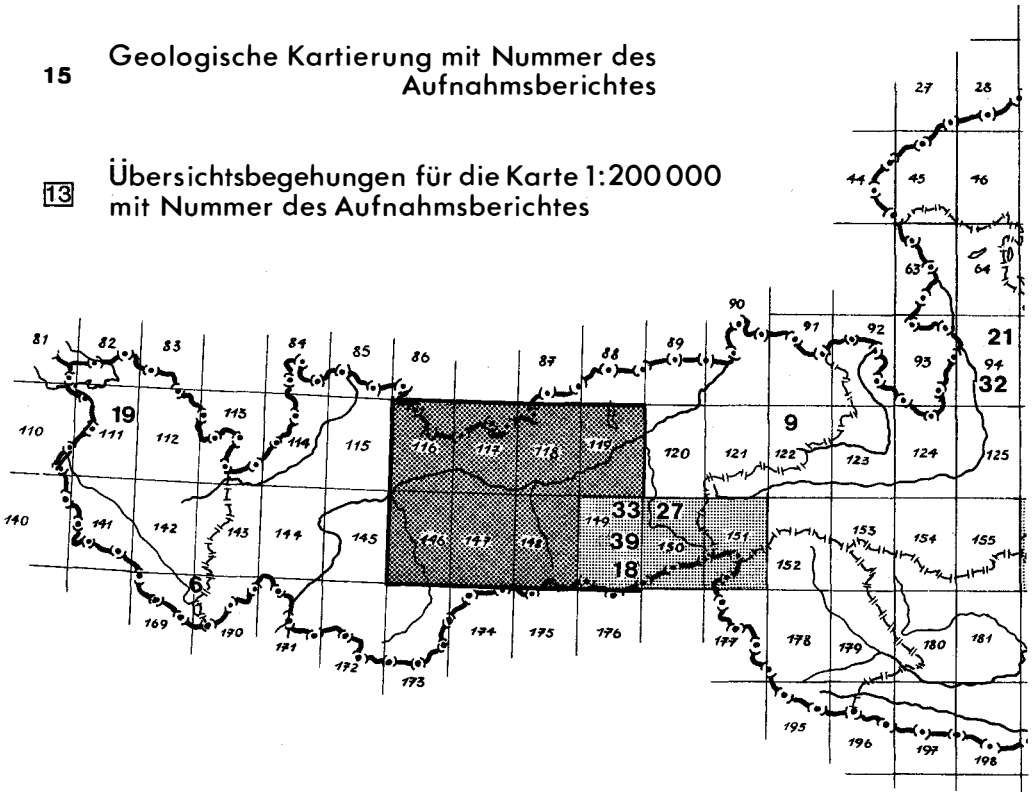 15 Geologische Kartierung mit Nummer des
Aufnahmsberichtes
13 Übersichtsbegehungen für die Karte 1:200 000
mit Nummer des Aufnahmsberichtes
27 28
44 45 46
63 64
90 91 92 21
81 82 83 84 85 86 87 88 89 93 94
32
19 113 9
110 111 112 114 115 116 117 118 119 120 121 122 123 124 125
33 27
140 141 142 143 144 145 146 147 148 149 150 151 153 154 155
39
18 152
6
169 190 171 172 173 174 175 176 177 178 179 180 181
195 196 197 198